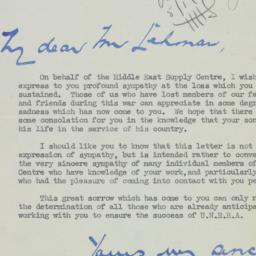 My dear Mr Lehman,
On behalf of the Middle East Supply Centre, I wish
express to you profound sympathy at the loss which you
sustained. Those of us who have lost members of our fa
and friends during this war can appreciate in some degr
sadness which has now come to you. We hope that there
some consolation for you in the knowledge that your son
his life in the service of his country.
I should like you to know that this letter is not
expression of sympathy, but is intended rather to conve
the very sincere sympathy of many individual members of
Centre who have knowledge of your work, and particularly
who had the pleasure of coming into contact with you pe
This great sorrow which has come to you can only r
the determination of all those who are already anticipat
working with you to ensure the success of U.N.R.R.A.
Yours very sinc